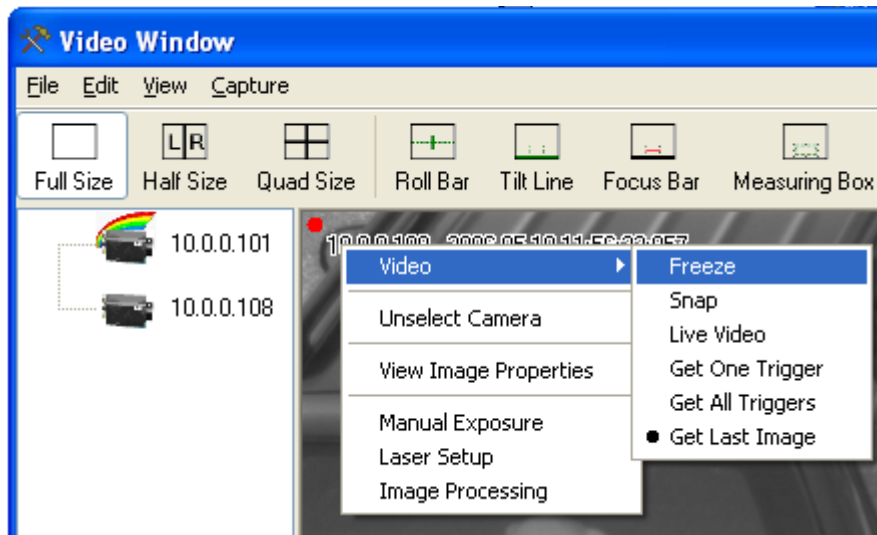 Video Window
File Edit View Capture
L R
Full Size Half Size Quad Size Roll Bar Tilt Line Focus Bar Measuring Box
10.0.0.101
10.0.0.108
Video
Unselect Camera
View Image Properties
Manual Exposure
Laser Setup
Image Processing
Freeze
Snap
Live Video
Get One Trigger
Get All Triggers
Get Last Image